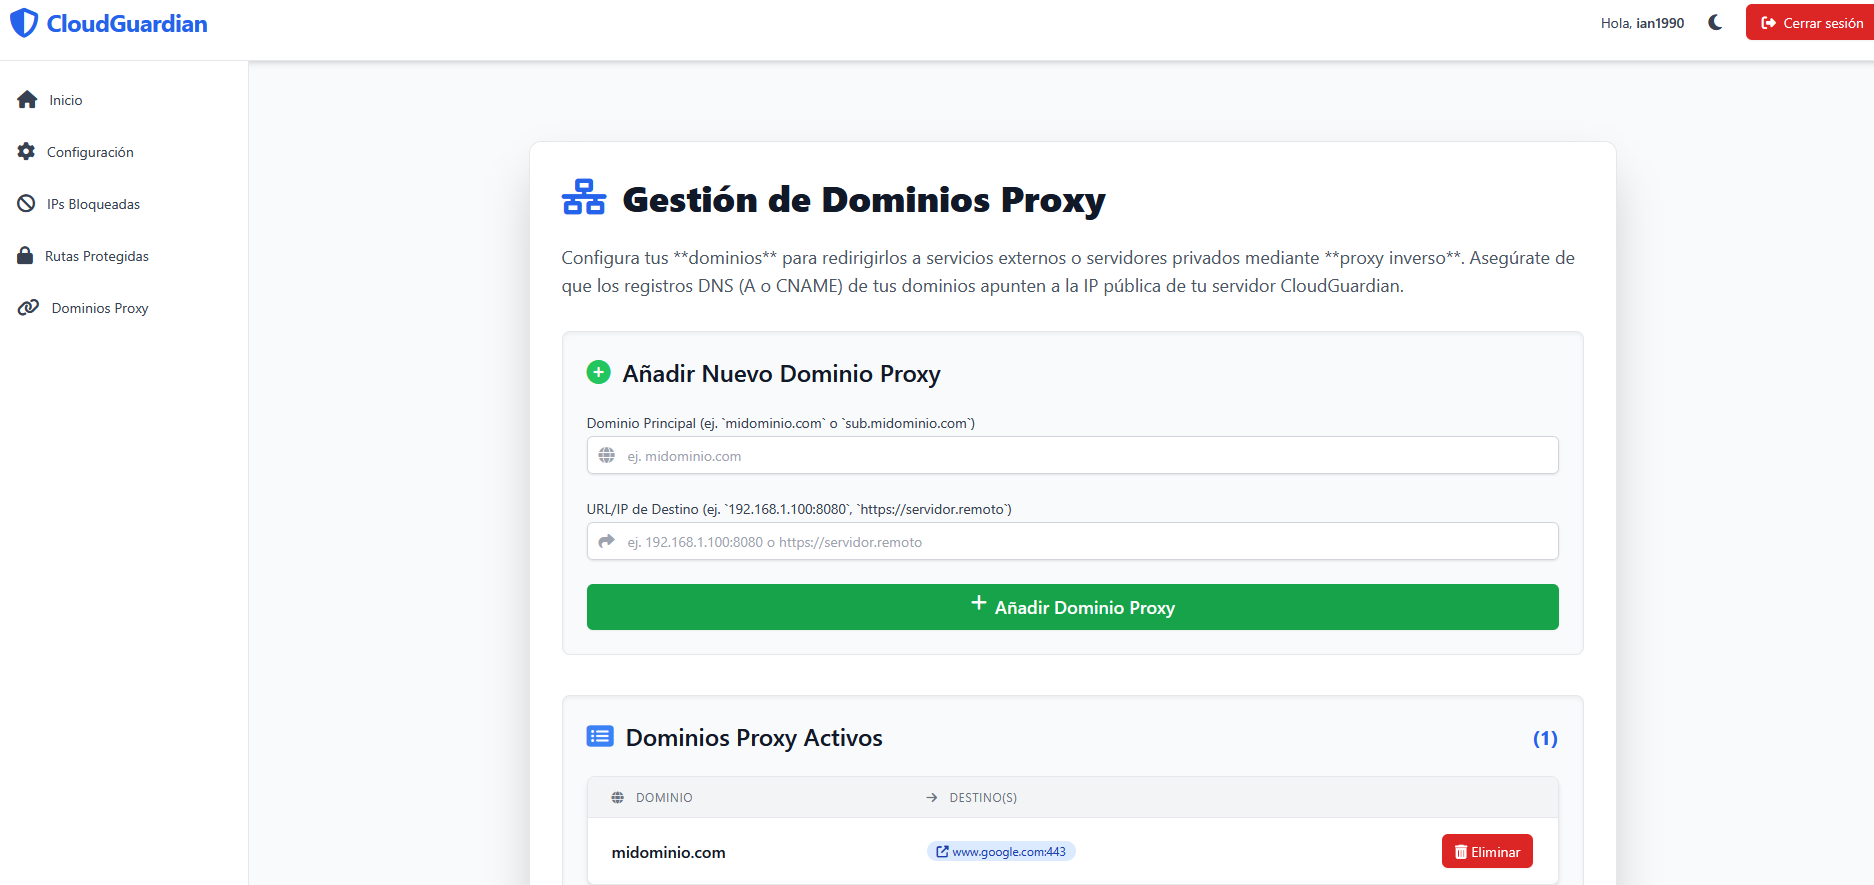 CloudGuardian
Hola, ian1990
Cerrar sesión
Inicio
Configuración
IPs Bloqueadas
Rutas Protegidas
Dominios Proxy
Gestión de Dominios Proxy
Configura tus **dominios** para redirigirlos a servicios externos o servidores privados mediante **proxy inverso**. Asegúrate de
que los registros DNS (A o CNAME) de tus dominios apunten a la IP pública de tu servidor CloudGuardian.
Añadir Nuevo Dominio Proxy
Dominio Principal (ej. `midominio.com` o `sub.midominio.com`)
ej. midominio.com
URL/IP de Destino (ej. `192.168.1.100:8080`, `https://servidor.remoto`)
ej. 192.168.1.100:8080 o https://servidor.remoto
Añadir Dominio Proxy
Dominios Proxy Activos
(1)
DOMINIO
DESTINO(S)
midominio.com
www.google.com:443
Eliminar